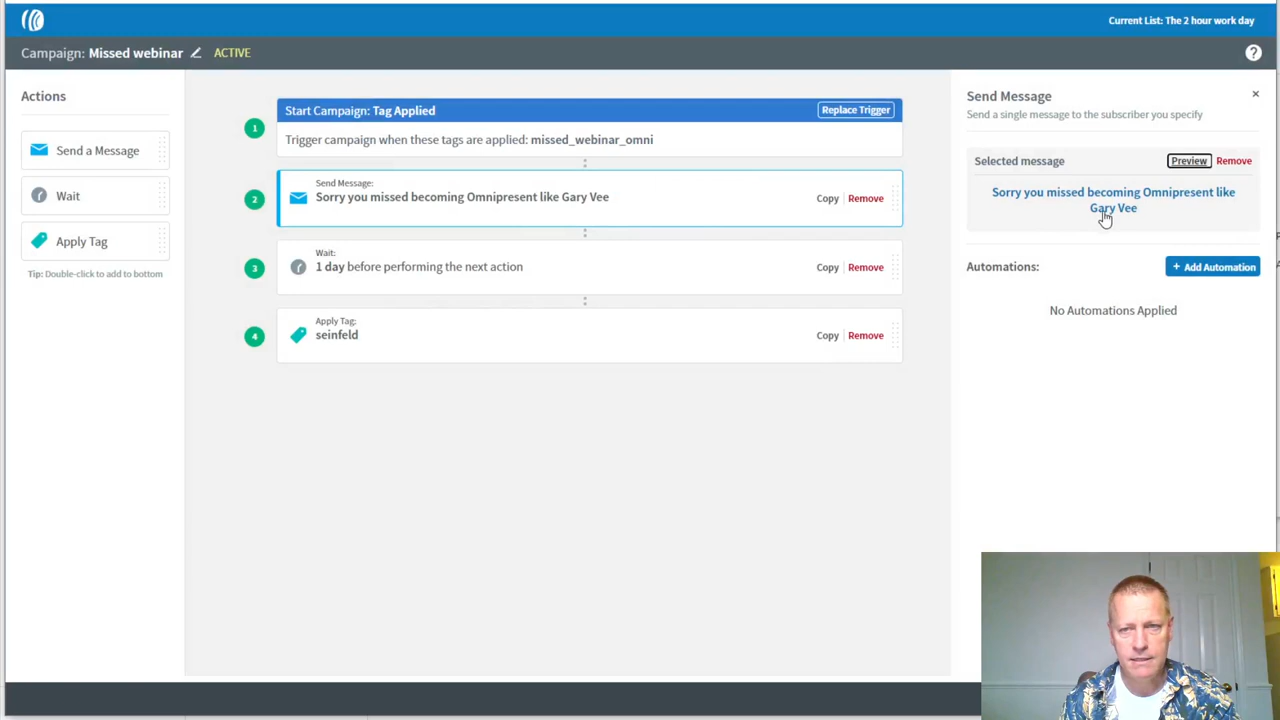 Current List: The 2 hour work day
Campaign: Missed webinar ACTIVE
?
Actions
Send a Message
Wait
Apply Tag
Tip: Double-click to add to bottom
1
Start Campaign: Tag Applied Replace Trigger
Trigger campaign when these tags are applied: missed_webinar_omni
2
Send Message:
Sorry you missed becoming Omnipresent like Gary Vee Copy Remove
3
Wait:
1 day before performing the next action Copy Remove
4
Apply Tag:
seinfeld Copy Remove
Send Message ×
Send a single message to the subscriber you specify
Selected message Preview Remove
Sorry you missed becoming Omnipresent like
Gary Vee
Automations: + Add Automation
No Automations Applied